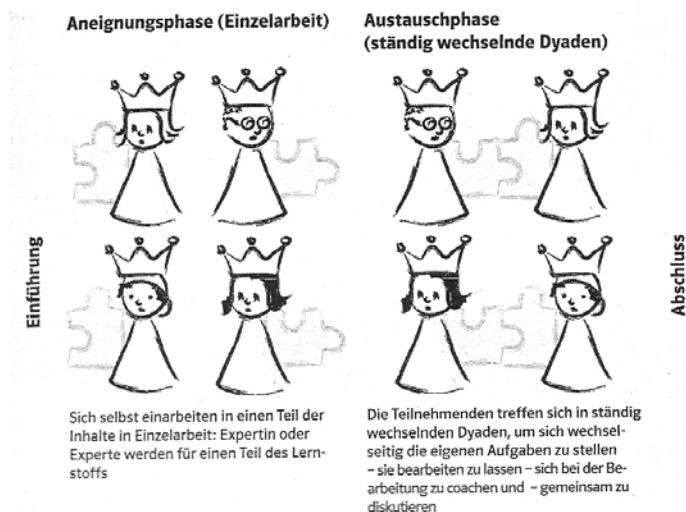 Einführung
Aneignungsphase (Einzelarbeit)
Sich selbst einarbeiten in einen Teil der
Inhalte in Einzelarbeit: Expertin oder
Experte werden für einen Teil des Lern-
stoffs
Austauschphase
(ständig wechselnde Dyaden)
Die Teilnehmenden treffen sich in ständig
wechselnden Dyaden, um sich wechsel-
seitig die eigenen Aufgaben zu stellen
– sie bearbeiten zu lassen – sich bei der Be-
arbeitung zu coachen und – gemeinsam zu
diskutieren
Abschluss